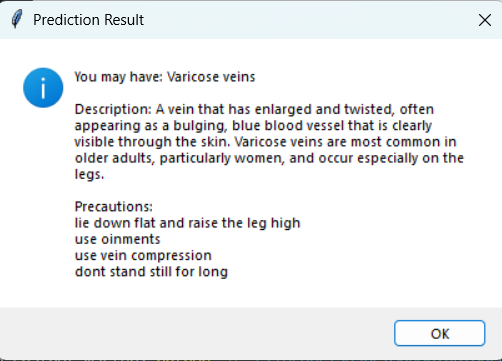 Prediction Result
You may have: Varicose veins
Description: A vein that has enlarged and twisted, often
appearing as a bulging, blue blood vessel that is clearly
visible through the skin. Varicose veins are most common in
older adults, particularly women, and occur especially on the
legs.
Precautions:
lie down flat and raise the leg high
use oinments
use vein compression
dont stand still for long
OK